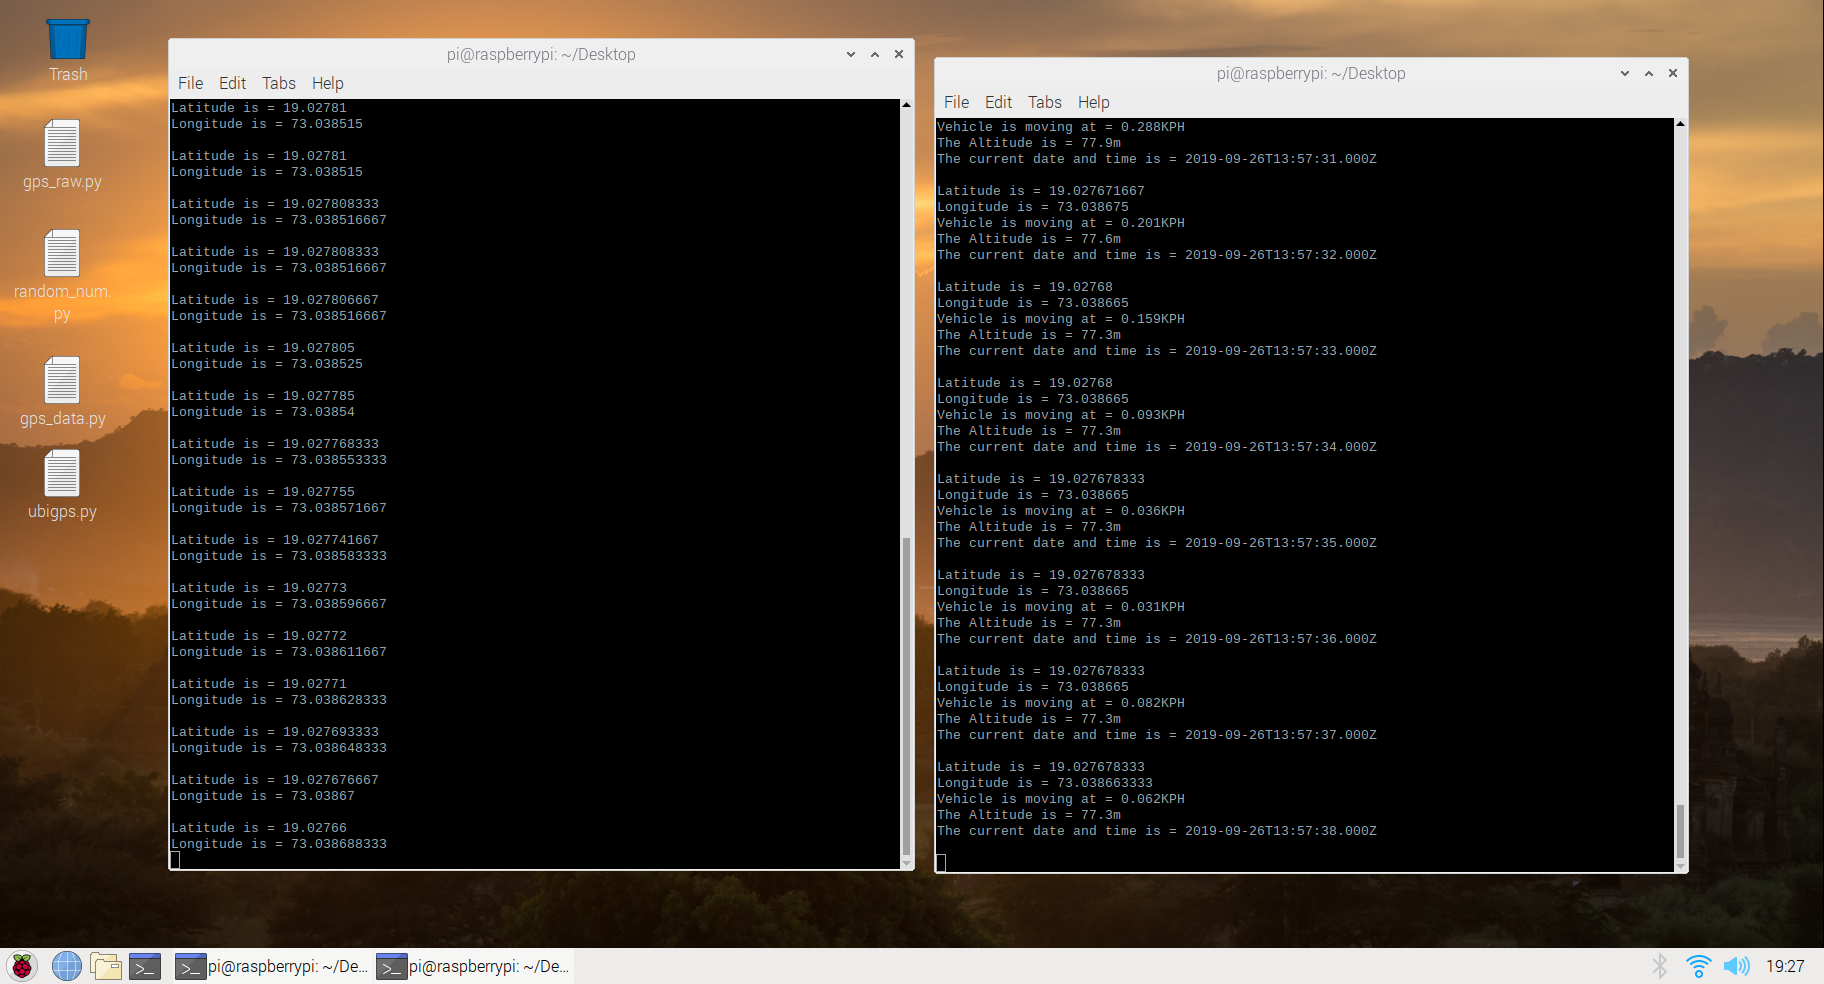 Trash
gps_raw.py
random_num.
py
gps_data.py
ubigps.py
pi@raspberrypi: ~/Desktop
File Edit Tabs Help
Latitude is = 19.02781
Longitude is = 73.038515
Latitude is = 19.02781
Longitude is = 73.038515
Latitude is = 19.027808333
Longitude is = 73.038516667
Latitude is = 19.027808333
Longitude is = 73.038516667
Latitude is = 19.027806667
Longitude is = 73.038516667
Latitude is = 19.027805
Longitude is = 73.038525
Latitude is = 19.027785
Longitude is = 73.03854
Latitude is = 19.027768333
Longitude is = 73.038553333
Latitude is = 19.027755
Longitude is = 73.038571667
Latitude is = 19.027741667
Longitude is = 73.038583333
Latitude is = 19.02773
Longitude is = 73.038596667
Latitude is = 19.02772
Longitude is = 73.038611667
Latitude is = 19.02771
Longitude is = 73.038628333
Latitude is = 19.027693333
Longitude is = 73.038648333
Latitude is = 19.027676667
Longitude is = 73.03867
Latitude is = 19.02766
Longitude is = 73.038688333
pi@raspberrypi: ~/Desktop
File Edit Tabs Help
Vehicle is moving at = 0.288KPH
The Altitude is = 77.9m
The current date and time is = 2019-09-26T13:57:31.000Z
Latitude is = 19.027671667
Longitude is = 73.038675
Vehicle is moving at = 0.201KPH
The Altitude is = 77.6m
The current date and time is = 2019-09-26T13:57:32.000Z
Latitude is = 19.02768
Longitude is = 73.038665
Vehicle is moving at = 0.159KPH
The Altitude is = 77.3m
The current date and time is = 2019-09-26T13:57:33.000Z
Latitude is = 19.02768
Longitude is = 73.038665
Vehicle is moving at = 0.093KPH
The Altitude is = 77.3m
The current date and time is = 2019-09-26T13:57:34.000Z
Latitude is = 19.027678333
Longitude is = 73.038665
Vehicle is moving at = 0.036KPH
The Altitude is = 77.3m
The current date and time is = 2019-09-26T13:57:35.000Z
Latitude is = 19.027678333
Longitude is = 73.038665
Vehicle is moving at = 0.031KPH
The Altitude is = 77.3m
The current date and time is = 2019-09-26T13:57:36.000Z
Latitude is = 19.027678333
Longitude is = 73.038665
Vehicle is moving at = 0.082KPH
The Altitude is = 77.3m
The current date and time is = 2019-09-26T13:57:37.000Z
Latitude is = 19.027678333
Longitude is = 73.038663333
Vehicle is moving at = 0.062KPH
The Altitude is = 77.3m
The current date and time is = 2019-09-26T13:57:38.000Z
pi@raspberrypi: ~/De... pi@raspberrypi: ~/De... 19:27